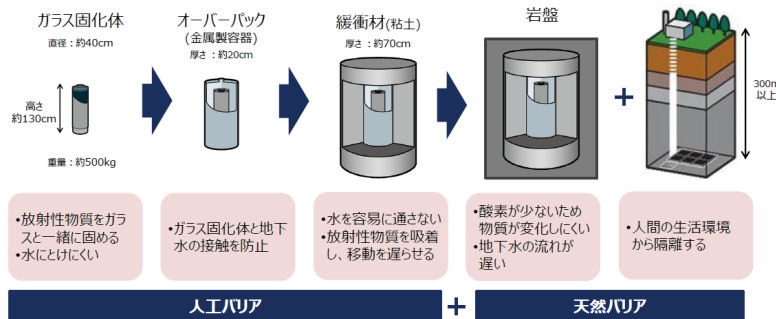 ガラス固化体
直径：約40cm
高さ
約130cm
重量：約500kg
オーバーパック
(金属製容器)
厚さ：約20cm
緩衝材(粘土)
厚さ：約70cm
岩盤
+
300m
以上
•放射性物質をガラ
スと一緒に固める
•水にとけにくい
•ガラス固化体と地下
水の接触を防止
•水を容易に通さない
•放射性物質を吸着
し、移動を遅らせる
•酸素が少ないため
物質が変化しにくい
•地下水の流れが
遅い
•人間の生活環境
から隔離する
人工バリア
+
天然バリア